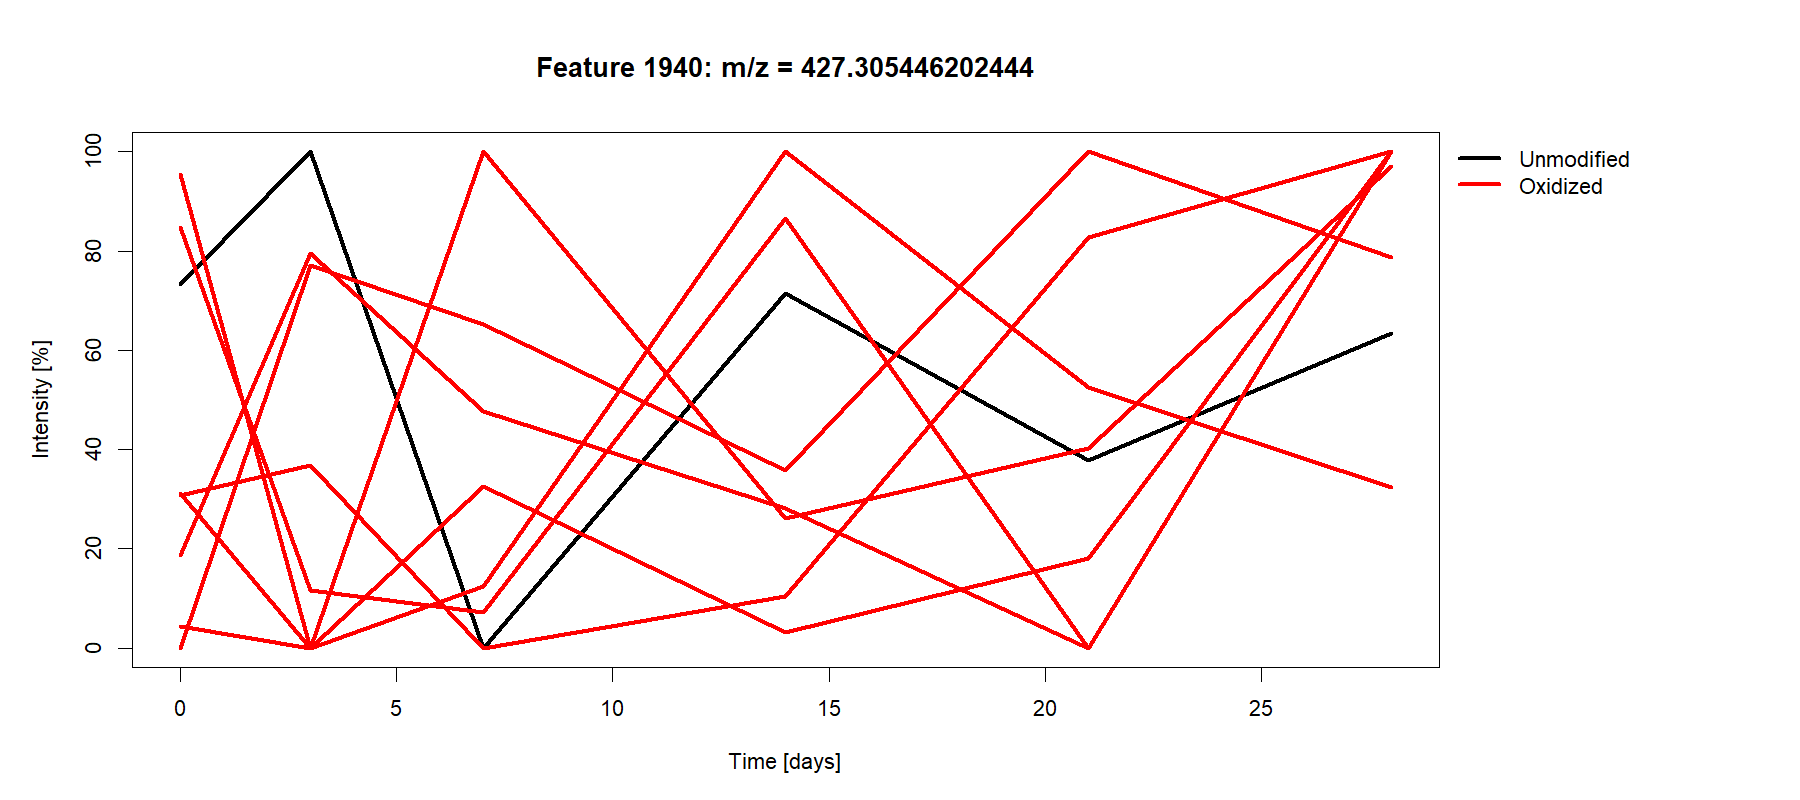 Feature 1940: m/z = 427.305446202444
Unmodified
Oxidized
Intensity [%]
100
80
60
40
20
0
0 5 10 15 20 25
Time [days]